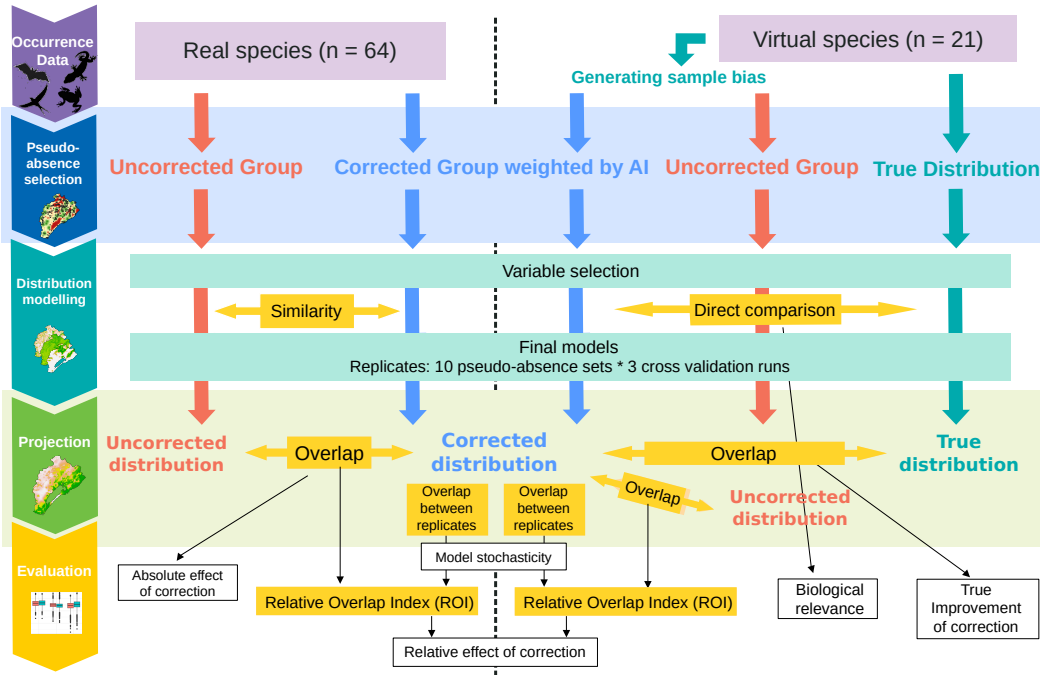 Occurrence
Data
Real species (n = 64)
Virtual species (n = 21)
Generating sample bias
Pseudo-
absence
selection
Uncorrected Group
Corrected Group weighted by AI
Uncorrected Group
True Distribution
Variable selection
Distribution
modelling
Similarity
Direct comparison
Final models
Replicates: 10 pseudo-absence sets * 3 cross validation runs
Projection
Uncorrected
distribution
Overlap
Corrected
distribution
Overlap
True
distribution
Overlap
between
replicates
Overlap
between
replicates
Overlap
Uncorrected
distribution
Evaluation
Model stochasticity
Absolute effect
of correction
Relative Overlap Index (ROI)
Relative Overlap Index (ROI)
Biological
relevance
True
Improvement
of correction
Relative effect of correction